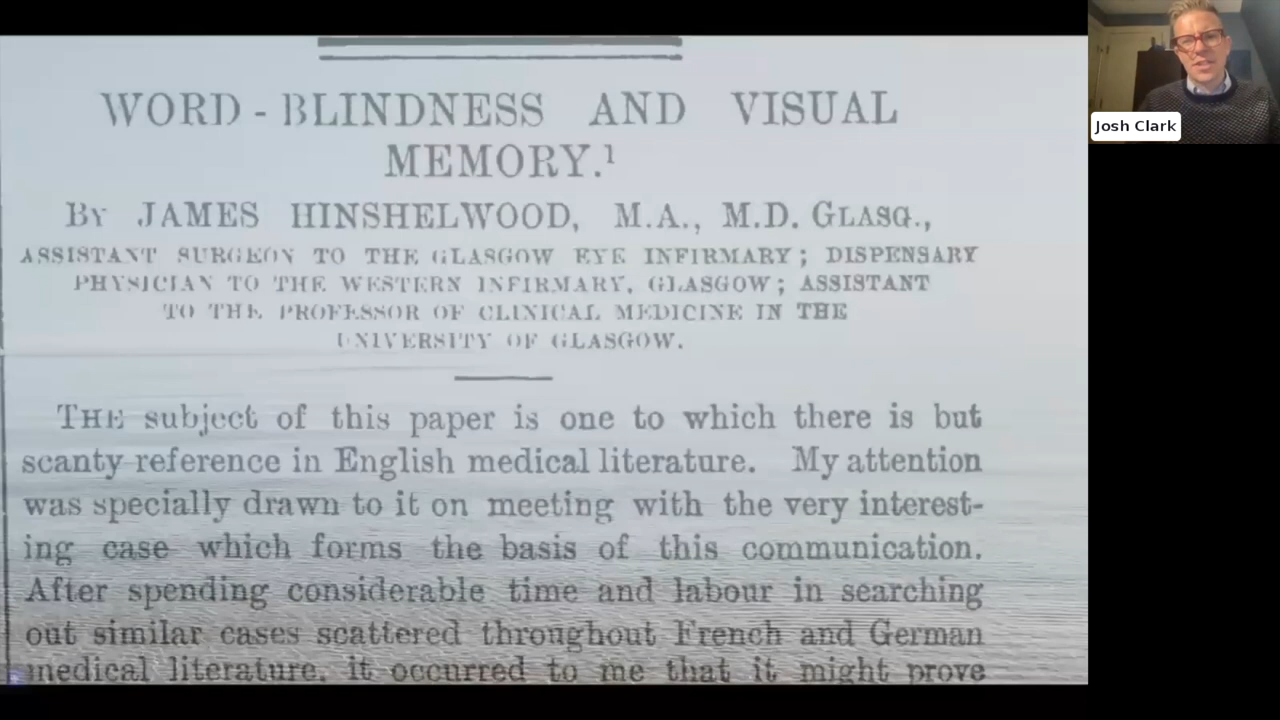 WORD-BLINDNESS AND VISUAL
MEMORY.¹
By JAMES HINSHELWOOD, M.A., M.D. GLASG.,
ASSISTANT SURGEON TO THE GLASGOW EYE INFIRMARY; DISPENSARY
PHYSICIAN TO THE WESTERN INFIRMARY, GLASGOW; ASSISTANT
TO THE PROFESSOR OF CLINICAL MEDICINE IN THE
UNIVERSITY OF GLASGOW.
THE subject of this paper is one to which there is but
scanty reference in English medical literature. My attention
was specially drawn to it on meeting with the very interest-
ing case which forms the basis of this communication.
After spending considerable time and labour in searching
out similar cases scattered throughout French and German
medical literature, it occurred to me that it might prove
Josh Clark